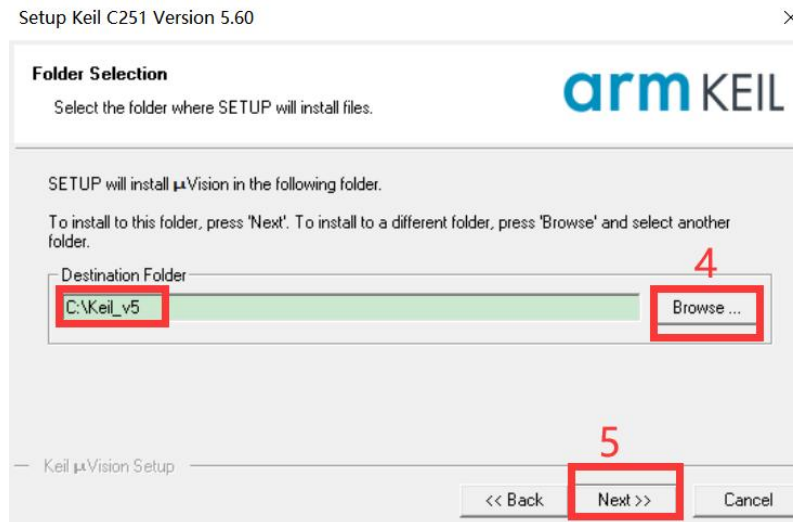 Setup Keil C251 Version 5.60
Folder Selection
Select the folder where SETUP will install files.
arm KEIL
SETUP will install µVision in the following folder.
To install to this folder, press 'Next'. To install to a different folder, press 'Browse' and select another
folder.
4
Destination Folder
C:\Keil_v5
Browse ...
5
Keil µVision Setup
<< Back
Next >>
Cancel